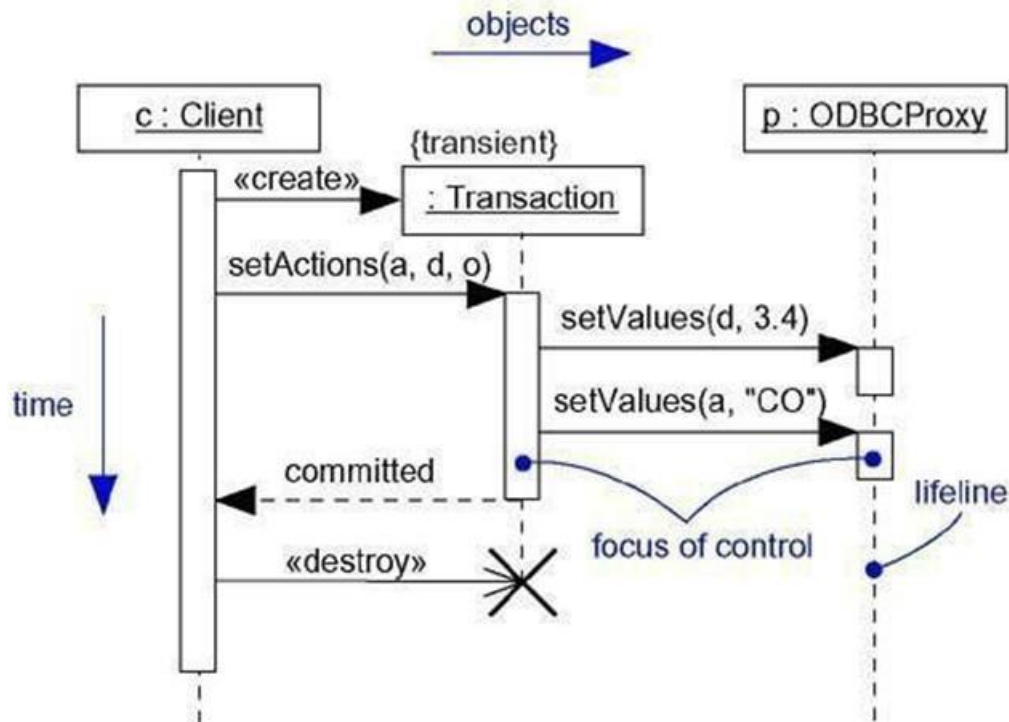 objects
c : Client
p : ODBCProxy
{transient}
«create»
: Transaction
setActions(a, d, o)
setValues(d, 3.4)
time
setValues(a, "CO")
committed
lifeline
focus of control
«destroy»